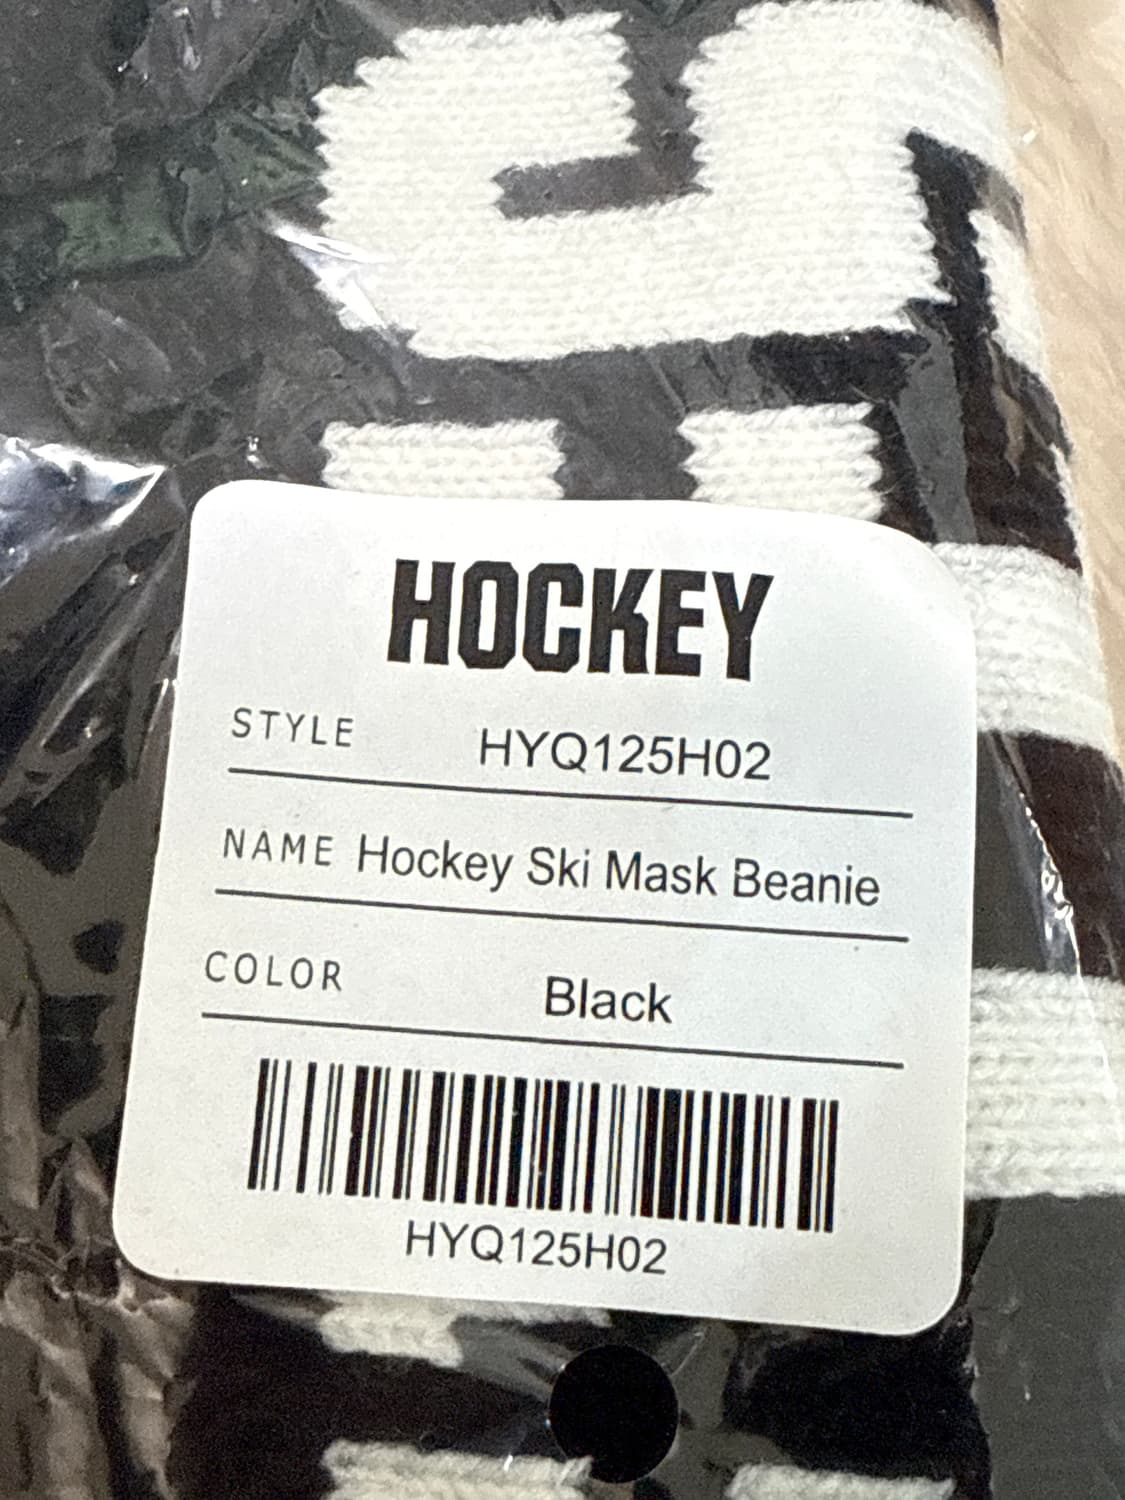 HOCKEY
STYLE HYQ125H02
NAME Hockey Ski Mask Beanie
COLOR Black
HYQ125H02